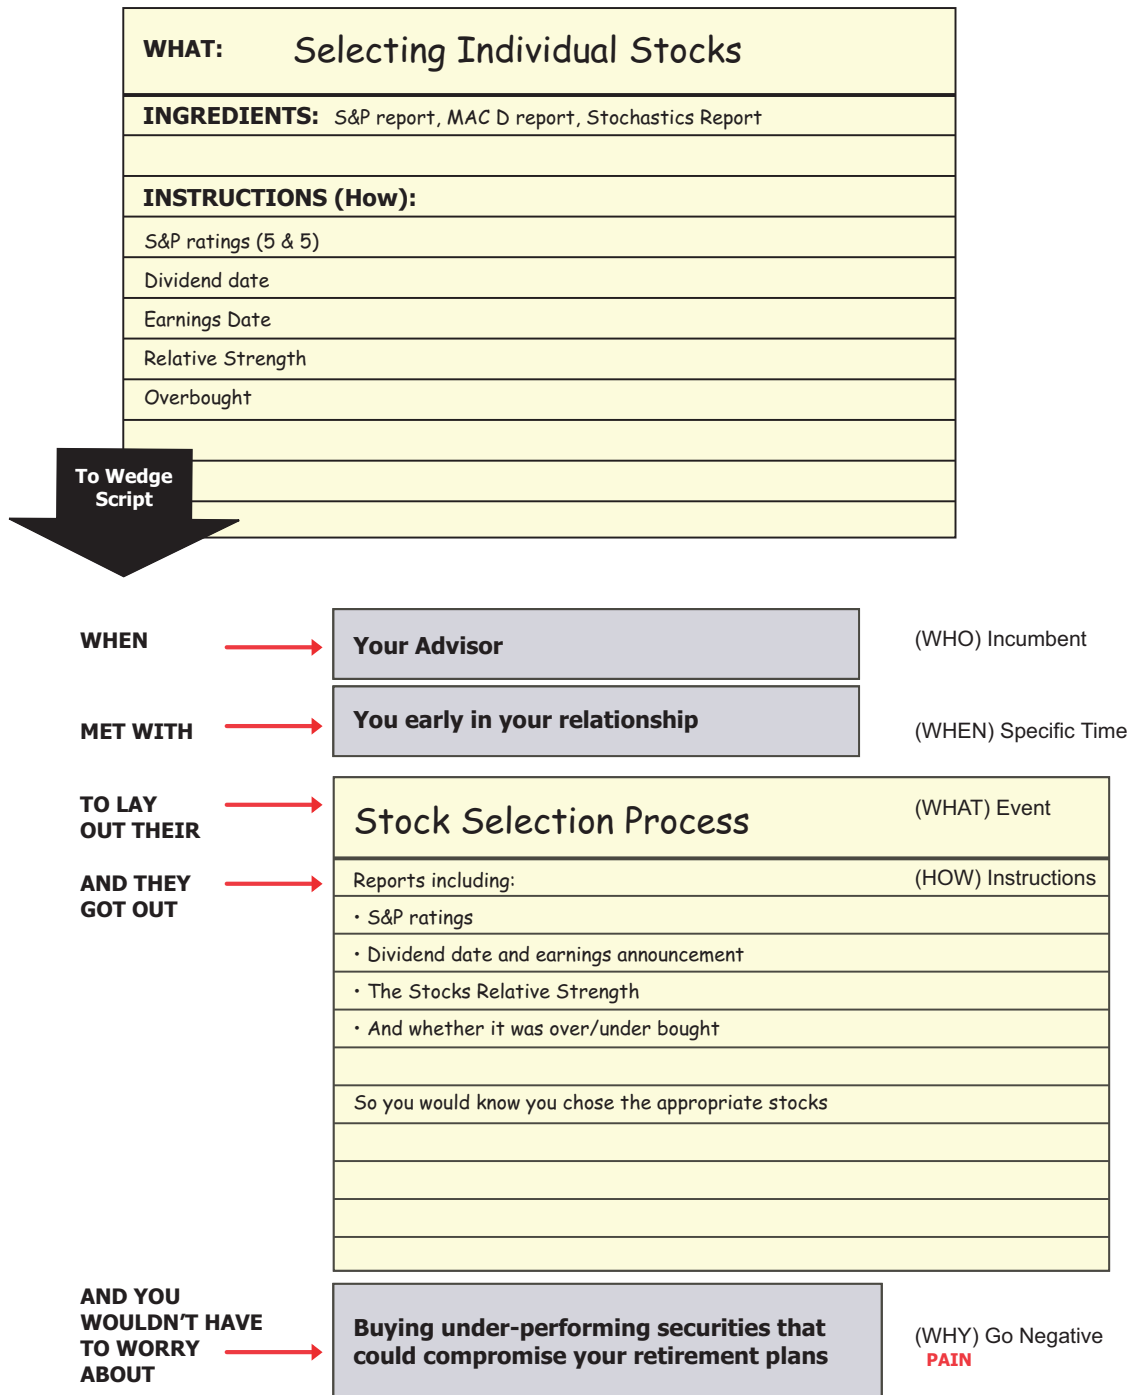 WHAT: Selecting Individual Stocks
INGREDIENTS: S&P report, MAC D report, Stochastics Report
INSTRUCTIONS (How):
S&P ratings (5 & 5)
Dividend date
Earnings Date
Relative Strength
Overbought
To Wedge
Script
WHEN
Your Advisor
(WHO) Incumbent
MET WITH
You early in your relationship
(WHEN) Specific Time
TO LAY
OUT THEIR
Stock Selection Process
(WHAT) Event
AND THEY
GOT OUT
Reports including:
(HOW) Instructions
• S&P ratings
• Dividend date and earnings announcement
• The Stocks Relative Strength
• And whether it was over/under bought
So you would know you chose the appropriate stocks
AND YOU
WOULDN'T HAVE
TO WORRY
ABOUT
Buying under-performing securities that
could compromise your retirement plans
(WHY) Go Negative
PAIN